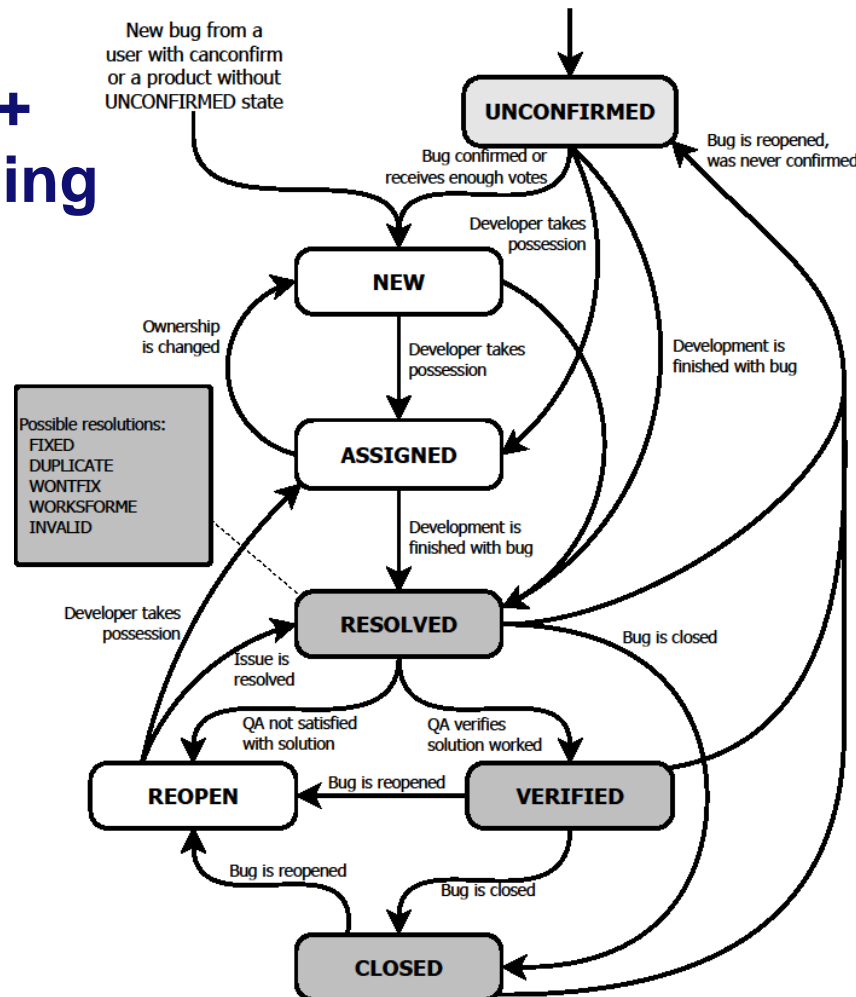 New bug from a
user with canconfirm
or a product without
UNCONFIRMED state
+
ing
UNCONFIRMED
Bug is reopened,
was never confirmed
Bug confirmed or
receives enough votes
Developer takes
possession
NEW
Ownership
is changed
Developer takes
possession
Development is
finished with bug
Possible resolutions:
FIXED
DUPLICATE
WONTFIX
WORKSFORME
INVALID
ASSIGNED
Development is
finished with bug
Developer takes
possession
RESOLVED
Bug is closed
Issue is
resolved
QA not satisfied
with solution
QA verifies
solution worked
REOPEN
Bug is reopened
VERIFIED
Bug is reopened
Bug is closed
CLOSED